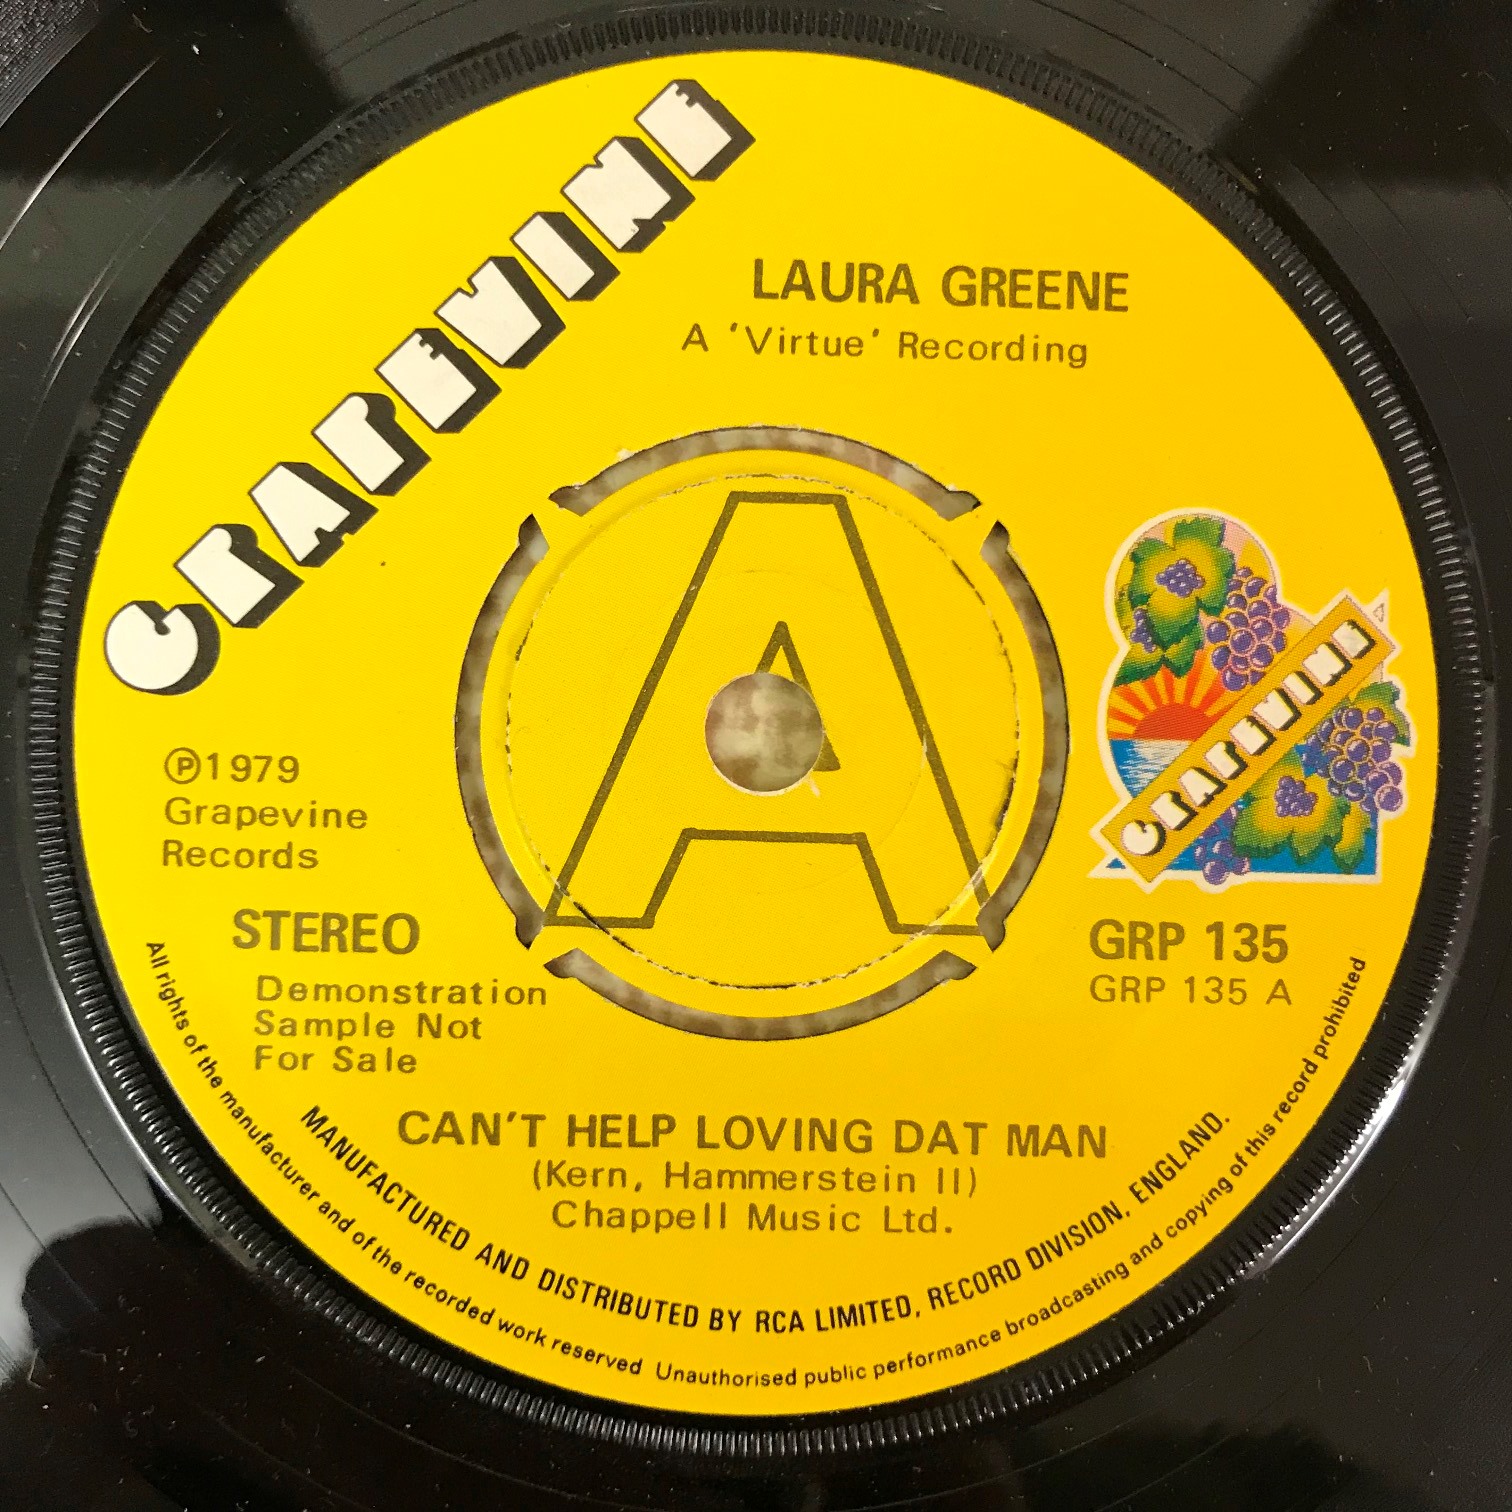 GRAPEVINE
LAURA GREENE
A 'Virtue' Recording
A
GRAPEVINE
Ⓟ1979
Grapevine
Records
STEREO
Demonstration
Sample Not
For Sale
GRP 135
GRP 135 A
CAN'T HELP LOVING DAT MAN
(Kern, Hammerstein II)
Chappell Music Ltd.
MANUFACTURED AND DISTRIBUTED BY RCA LIMITED, RECORD DIVISION, ENGLAND.
All rights of the manufacturer and of the recorded work reserved Unauthorised public performance broadcasting and copying of this record prohibited